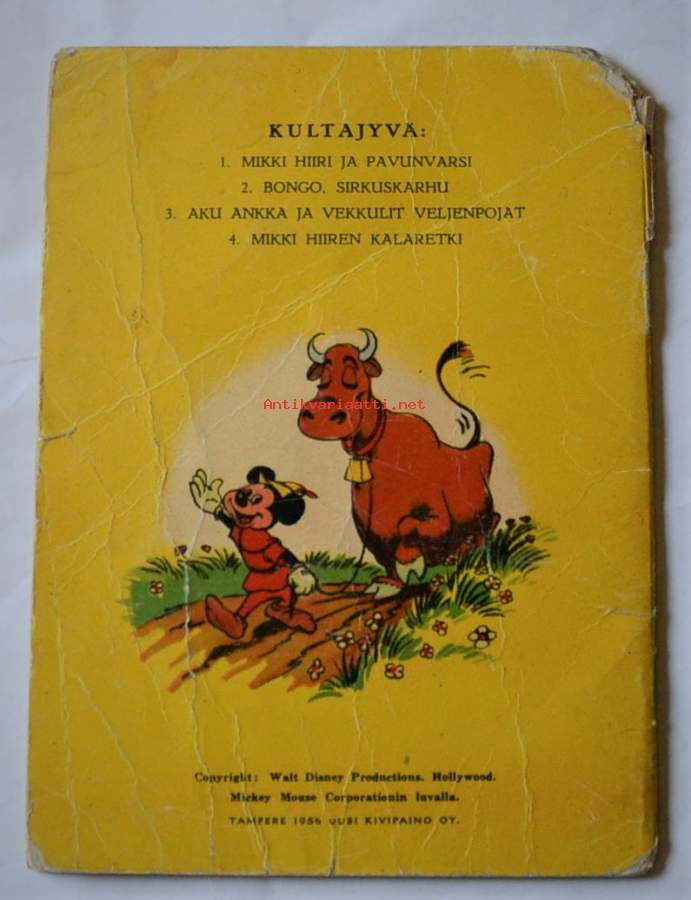 KULTAJYVÄ:
1. MIKKI HIIRI JA PAVUNVARSI
2. BONGO, SIRKUSKARHU
3. AKU ANKKA JA VEKKULIT VELJENPOJAT
4. MIKKI HIIREN KALARETKI
Antikvariaatti.net
Copyright: Walt Disney Productions. Hollywood.
Mickey Mouse Corporationin luvalla.
TAMPERE 1956 UUSI KIVIPAINO OY.